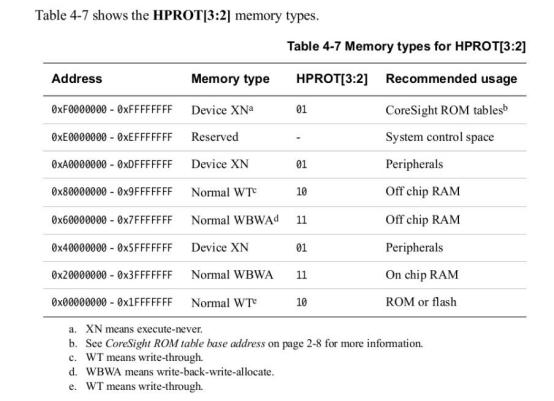 Table 4-7 shows the HPROT[3:2] memory types.
Table 4-7 Memory types for HPROT[3:2]
Address Memory type HPROT[3:2] Recommended usage
0xF0000000 - 0xFFFFFFFF Device XNa 01 CoreSight ROM tablesb
0xE0000000 - 0xEFFFFFFF Reserved - System control space
0xA0000000 - 0xDFFFFFFF Device XN 01 Peripherals
0x80000000 - 0x9FFFFFFF Normal WTc 10 Off chip RAM
0x60000000 - 0x7FFFFFFF Normal WBWAd 11 Off chip RAM
0x40000000 - 0x5FFFFFFF Device XN 01 Peripherals
0x20000000 - 0x3FFFFFFF Normal WBWA 11 On chip RAM
0x00000000 - 0x1FFFFFFF Normal WTe 10 ROM or flash
a. XN means execute-never.
b. See CoreSight ROM table base address on page 2-8 for more information.
c. WT means write-through.
d. WBWA means write-back-write-allocate.
e. WT means write-through.